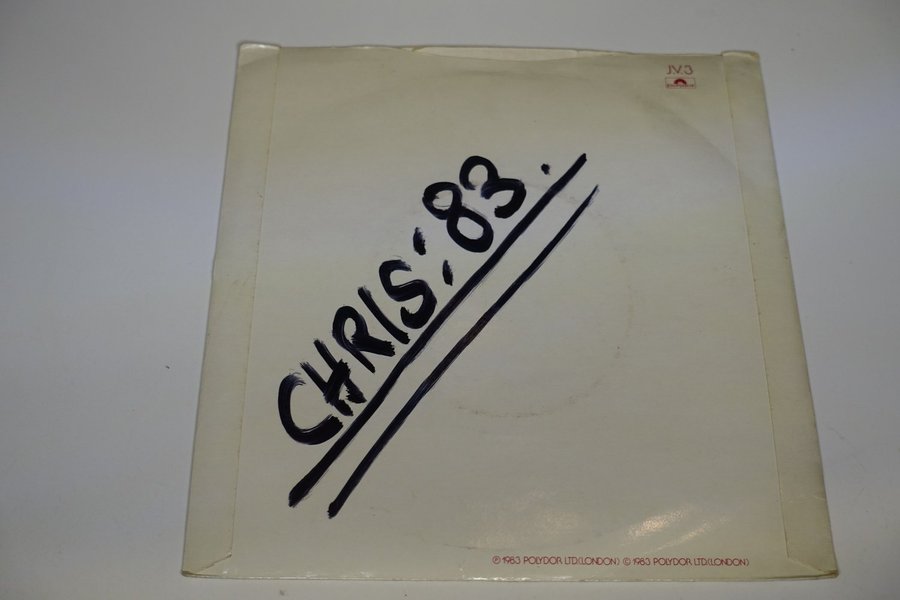 JV3
CHRIS:'83.
℗ 1983 POLYDOR LTD.(LONDON) © 1983 POLYDOR LTD.(LONDON)